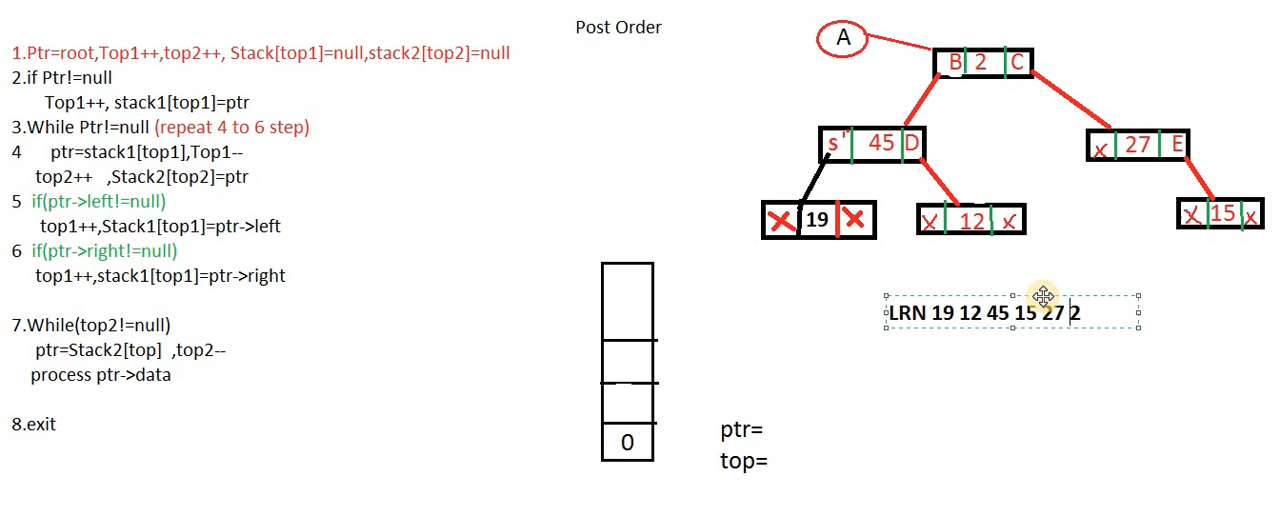 Post Order
1.Ptr=root,Top1++,top2++, Stack[top1]=null,stack2[top2]=null
2.if Ptr!=null
Top1++, stack1[top1]=ptr
3.While Ptr!=null (repeat 4 to 6 step)
4 ptr=stack1[top1],Top1--
top2++ ,Stack2[top2]=ptr
5 if(ptr->left!=null)
top1++,Stack1[top1]=ptr->left
6 if(ptr->right!=null)
top1++,stack1[top1]=ptr->right
7.While(top2!=null)
ptr=Stack2[top] ,top2--
process ptr->data
8.exit
0
ptr=
top=
A
B 2 C
s' 45 D
x 27 E
X 19 X
x 12 x
x 15 x
LRN 19 12 45 15 27 2